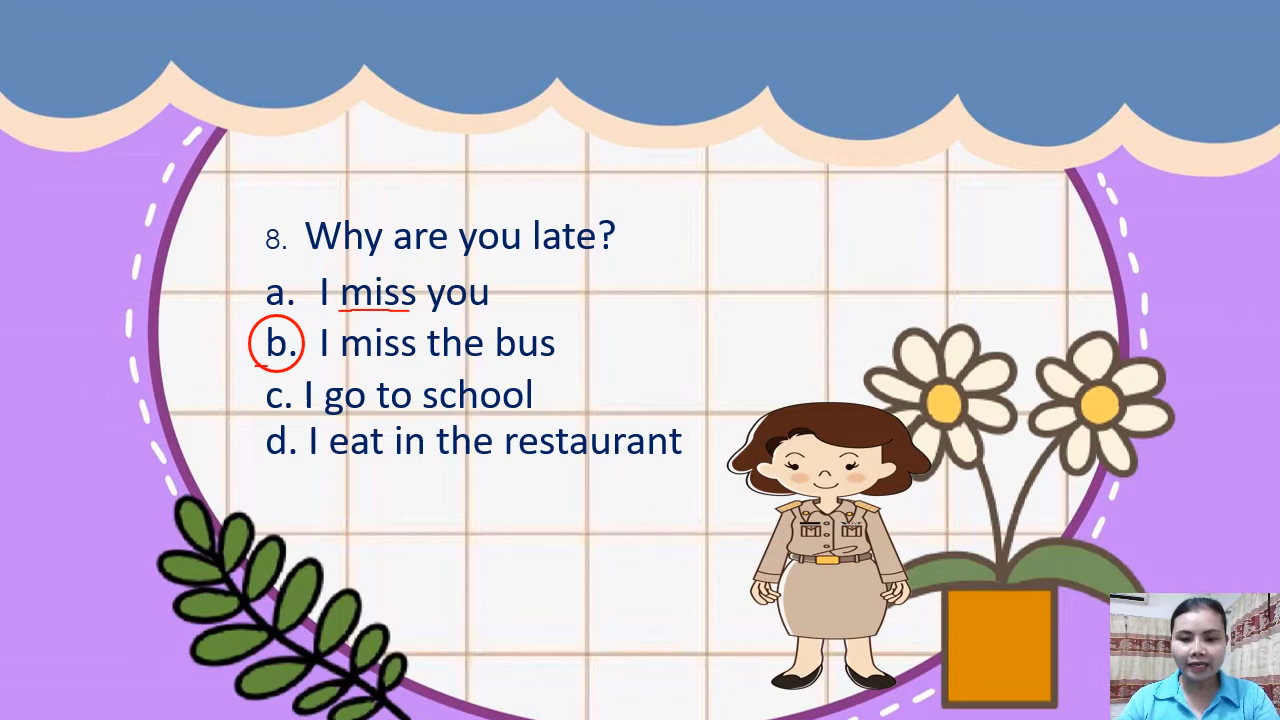 8. Why are you late?
a. I miss you
b. I miss the bus
c. I go to school
d. I eat in the restaurant